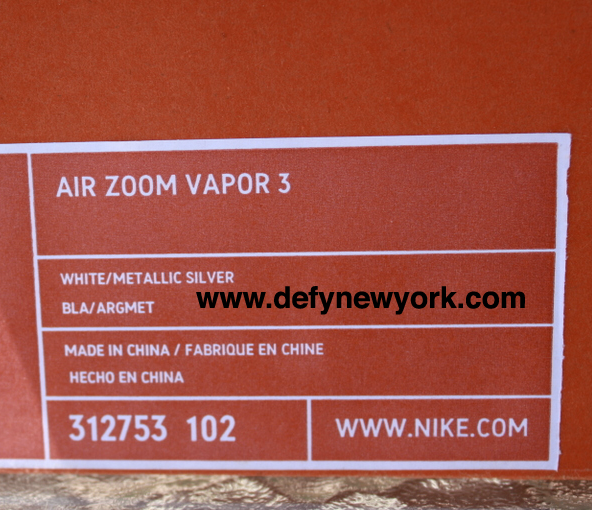 AIR ZOOM VAPOR 3
WHITE/METALLIC SILVER
www.defynewyork.com
BLA/ARGMET
MADE IN CHINA / FABRIQUE EN CHINE
HECHO EN CHINA
312753 102
WWW.NIKE.COM